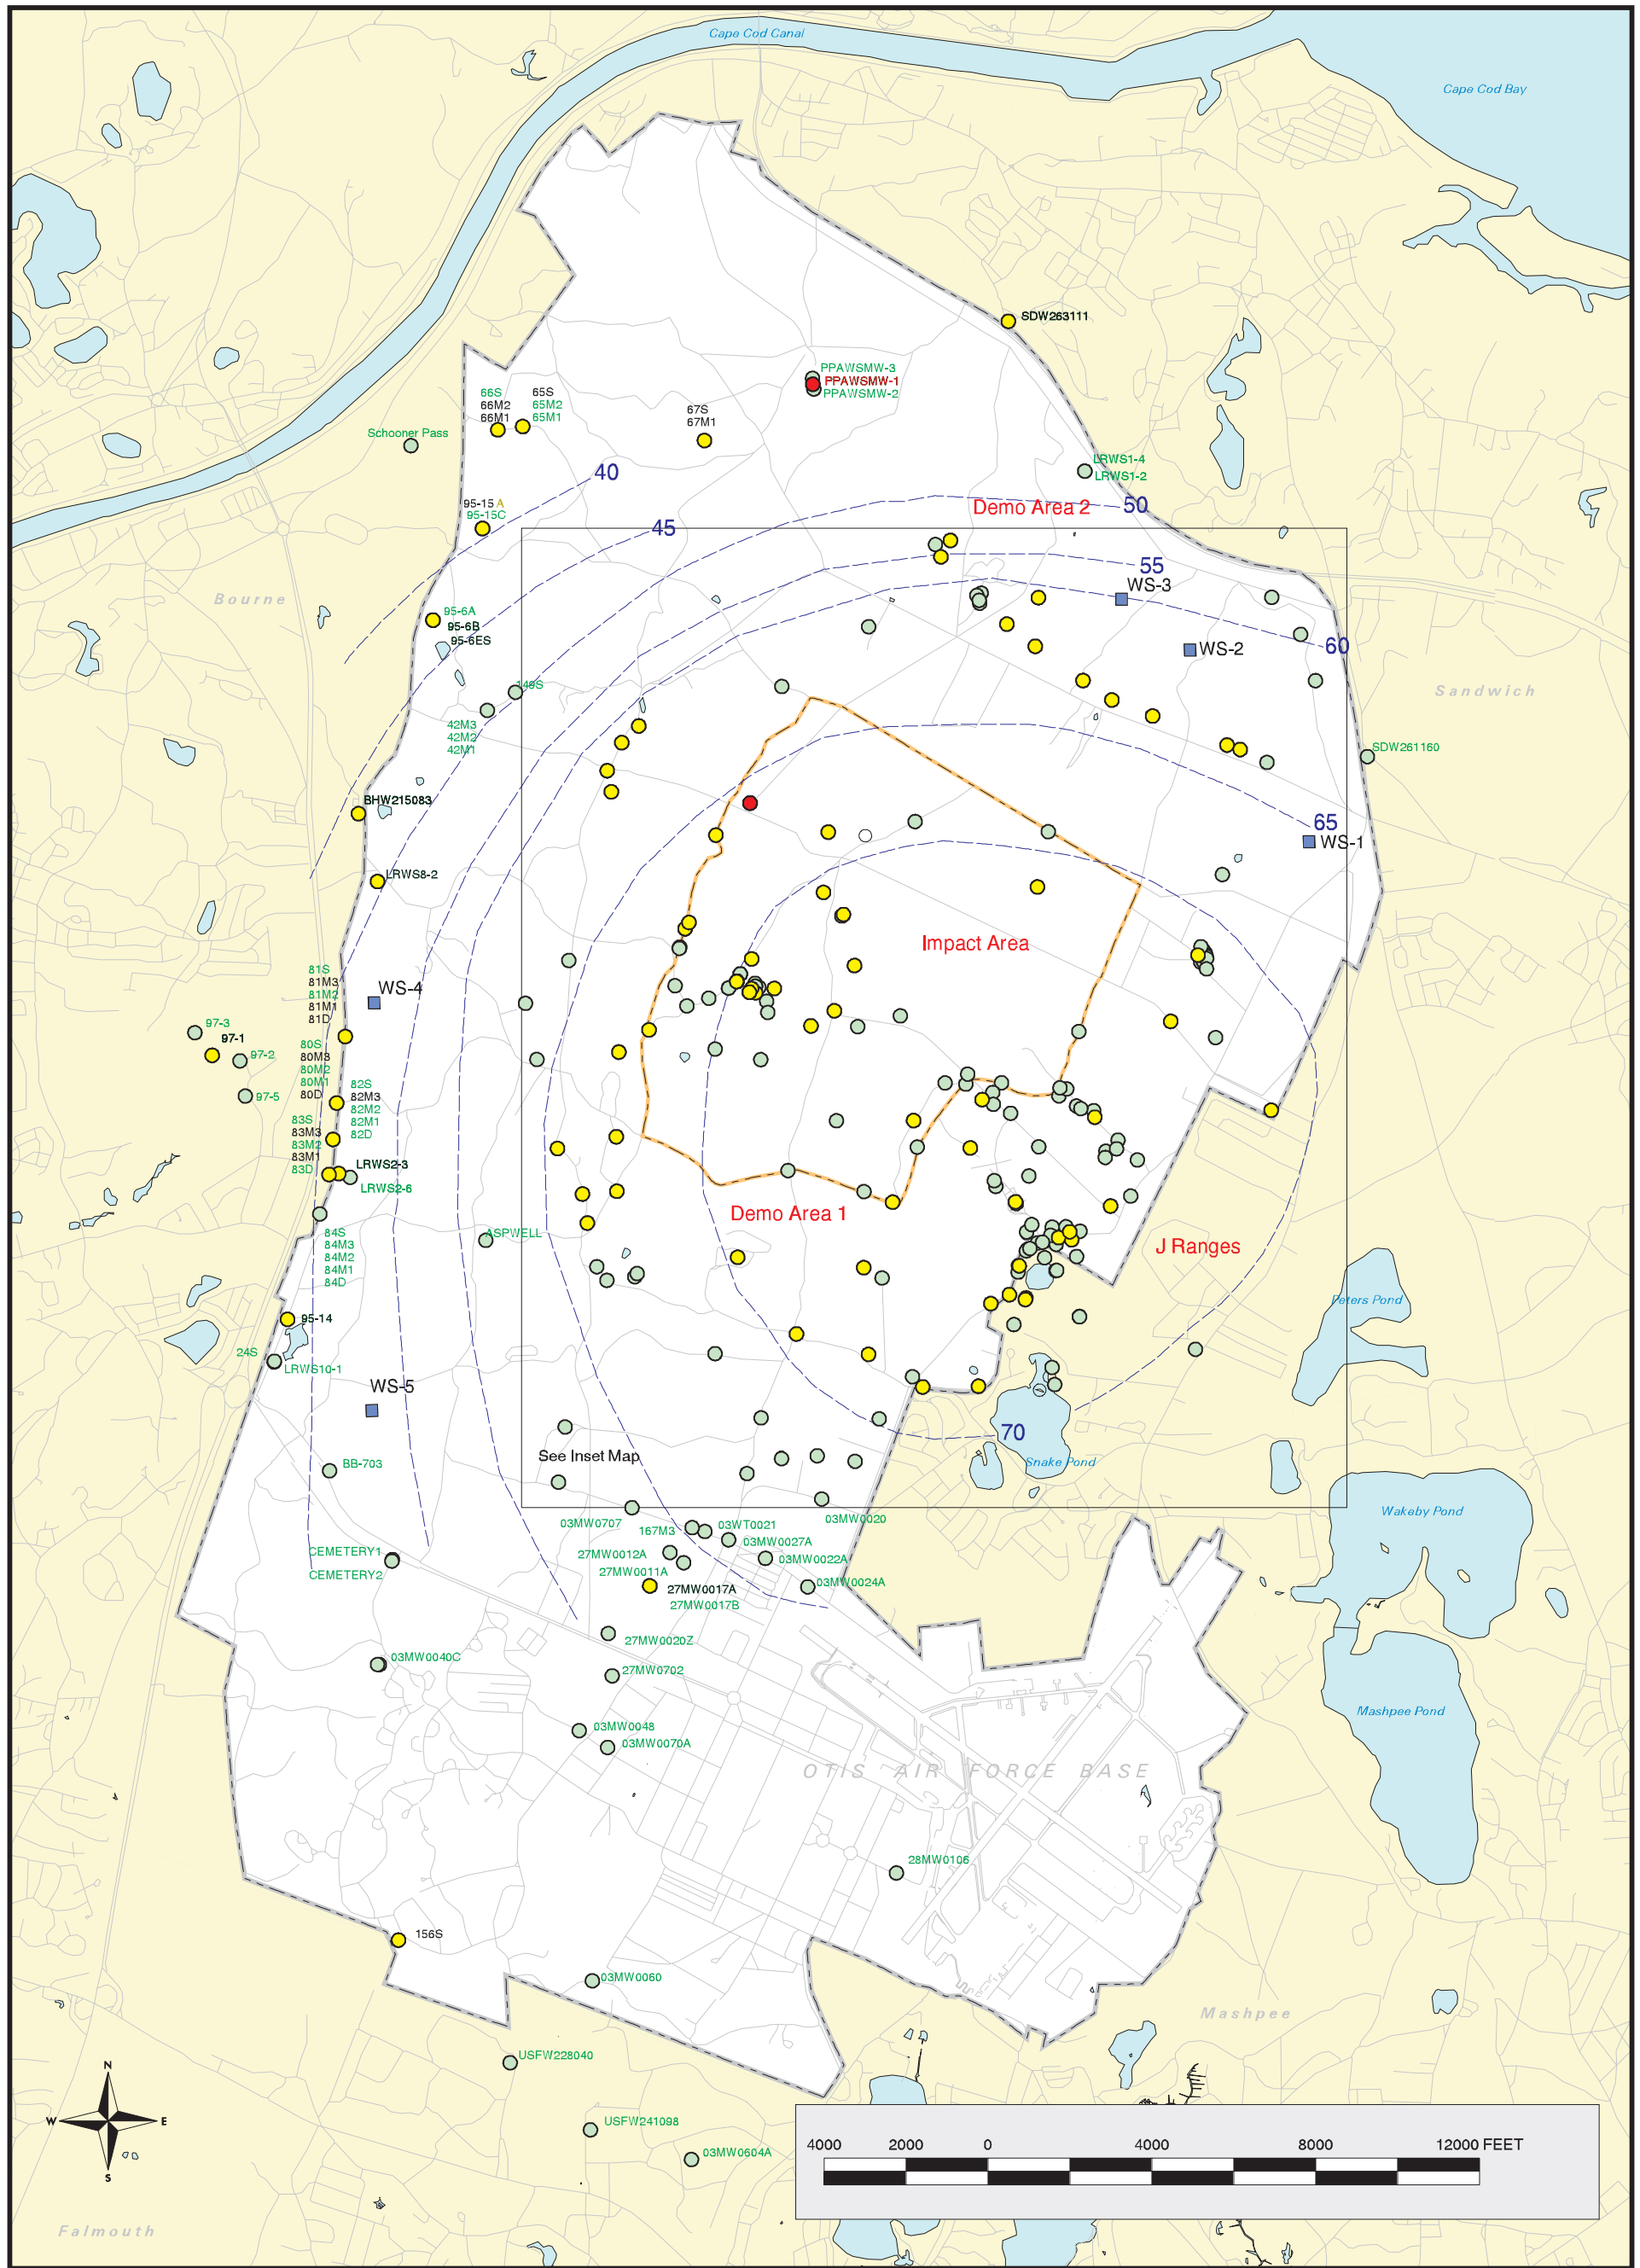 Cape Cod Canal
Cape Cod Bay
SDW263111
PPAWSMW-3
PPAWSMW-1
PPAWSMW-2
66S
66M2
66M1
65S
65M2
65M1
67S
67M1
Schooner Pass
LRWS1-4
LRWS1-2
40
95-15A
95-15C
45
Demo Area 2
50
55
WS-3
Bourne
95-6A
95-6B
95-6ES
60
WS-2
149S
Sandwich
42M3
42M2
42M1
SDW261160
BHW215083
65
WS-1
LRWS8-2
Impact Area
81S
81M3
81M2
81M1
81D
WS-4
97-3
97-1
97-2
97-5
80S
80M3
80M2
80M1
80D
82S
82M3
82M2
82M1
82D
83S
83M3
83M2
83M1
83D
LRWS2-3
LRWS2-6
Demo Area 1
84S
84M3
84M2
84M1
84D
ASPWELL
J Ranges
Peters Pond
95-14
24S
LRWS10-1
WS-5
70
See Inset Map
Snake Pond
BB-703
Wakeby Pond
03MW0707
03MW0020
167M3
03WT0021
03MW0027A
CEMETERY1
CEMETERY2
27MW0012A
27MW0011A
03MW0022A
27MW0017A
27MW0017B
03MW0024A
27MW0020Z
03MW0040C
27MW0702
Mashpee Pond
03MW0048
03MW0070A
OTIS AIR FORCE BASE
28MW0106
156S
03MW0060
Mashpee
USFW228040
N
W E
S
USFW241098
03MW0604A
4000 2000 0 4000 8000 12000 FEET
Falmouth